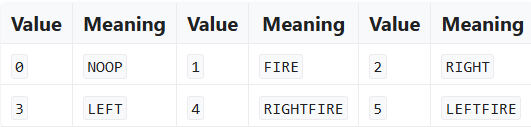 Value Meaning Value Meaning Value Meaning
0 NOOP 1 FIRE 2 RIGHT
3 LEFT 4 RIGHTFIRE 5 LEFTFIRE